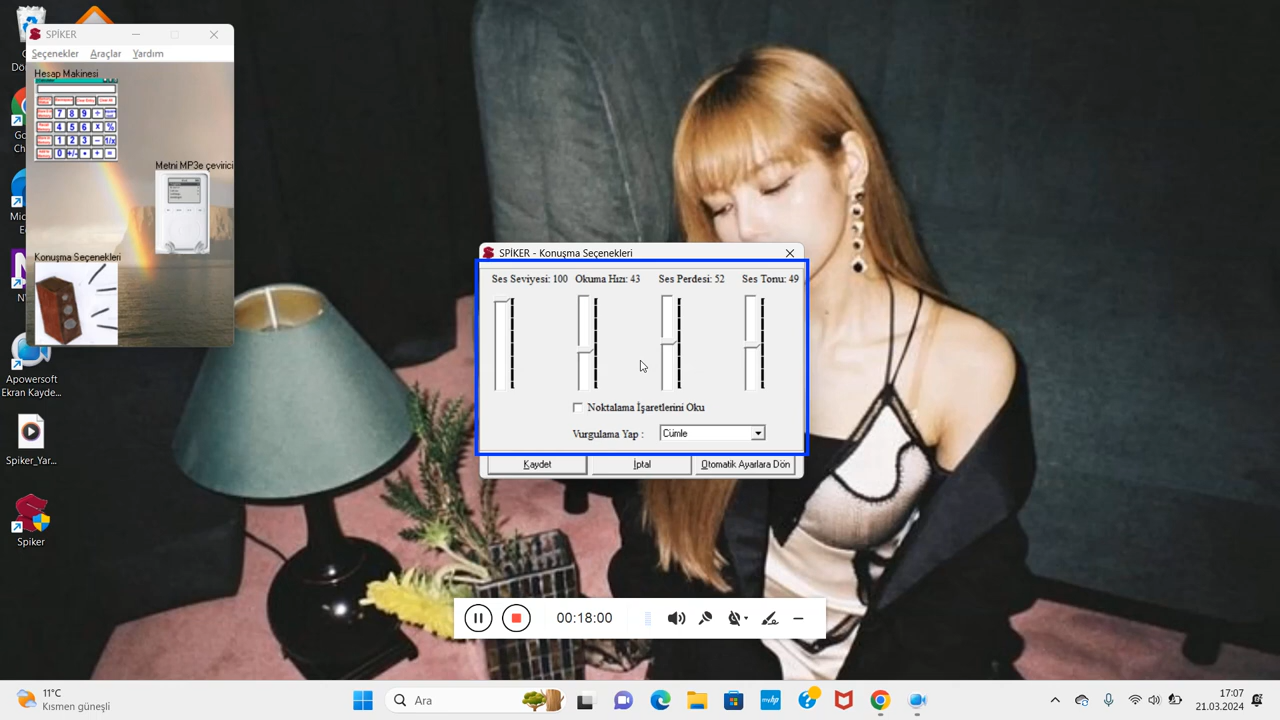 SPİKER
Seçenekler Araçlar Yardım
Hesap Makinesi
7 8 9 ÷
4 5 6 x %
1 2 3 - 1/x
0 +/- • + =
Metni MP3e çevirici
Konuşma Seçenekleri
Apowersoft
Ekran Kayde...
Spiker_Yar...
Spiker
SPİKER - Konuşma Seçenekleri
Ses Seviyesi: 100 Okuma Hızı: 43 Ses Perdesi: 52 Ses Tonu: 49
Noktalama İşaretlerini Oku
Vurgulama Yap : Cümle
Kaydet İptal Otomatik Ayarlara Dön
00:18:00
11°C
Kısmen güneşli
Ara
myhp
17:07
21.03.2024